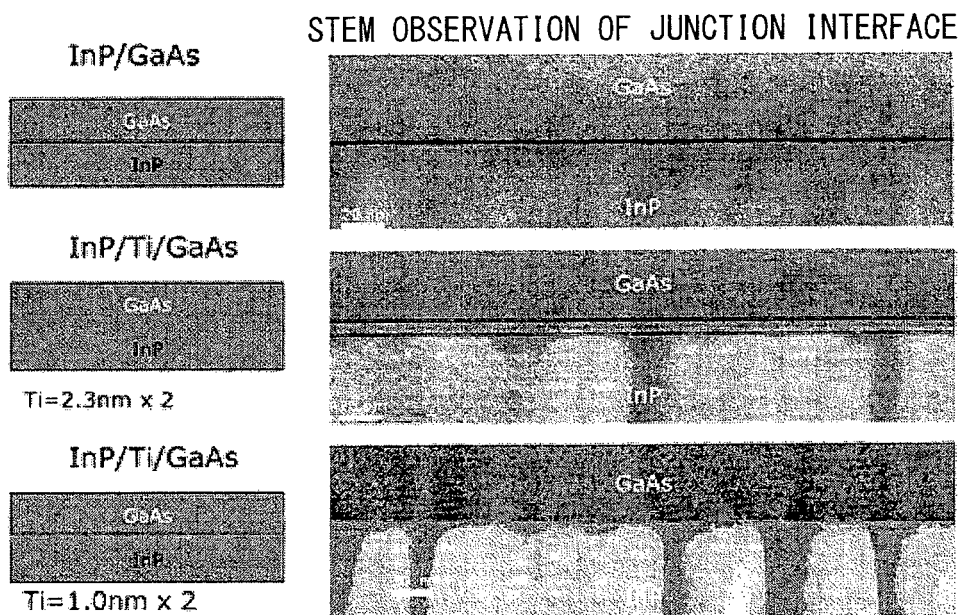 STEM OBSERVATION OF JUNCTION INTERFACE
InP/GaAs
GaAs
InP
GaAs
InP
InP/Ti/GaAs
GaAs
InP
Ti=2.3nm x 2
GaAs
InP
InP/Ti/GaAs
GaAs
InP
Ti=1.0nm x 2
GaAs
InP